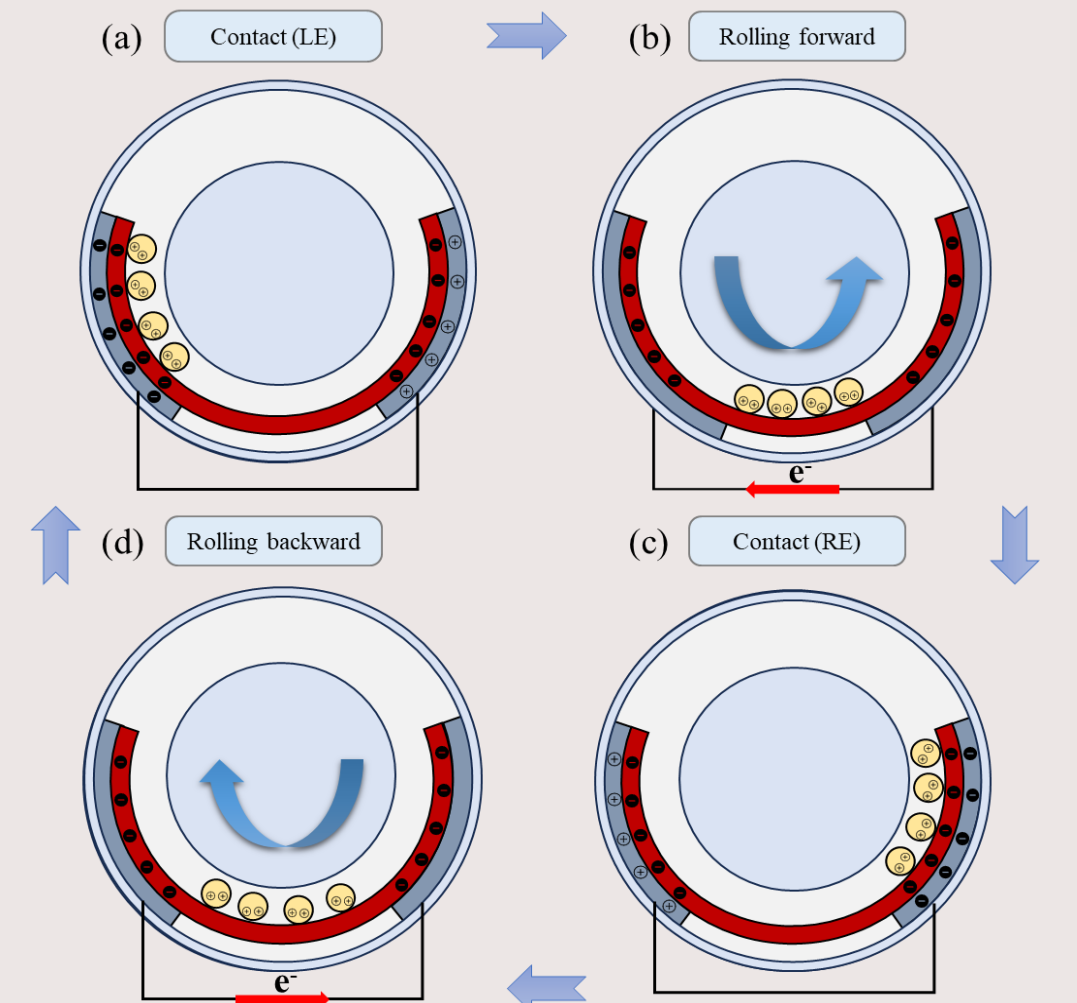 (a) Contact (LE)
(b) Rolling forward
e-
(d) Rolling backward
(c) Contact (RE)
e-